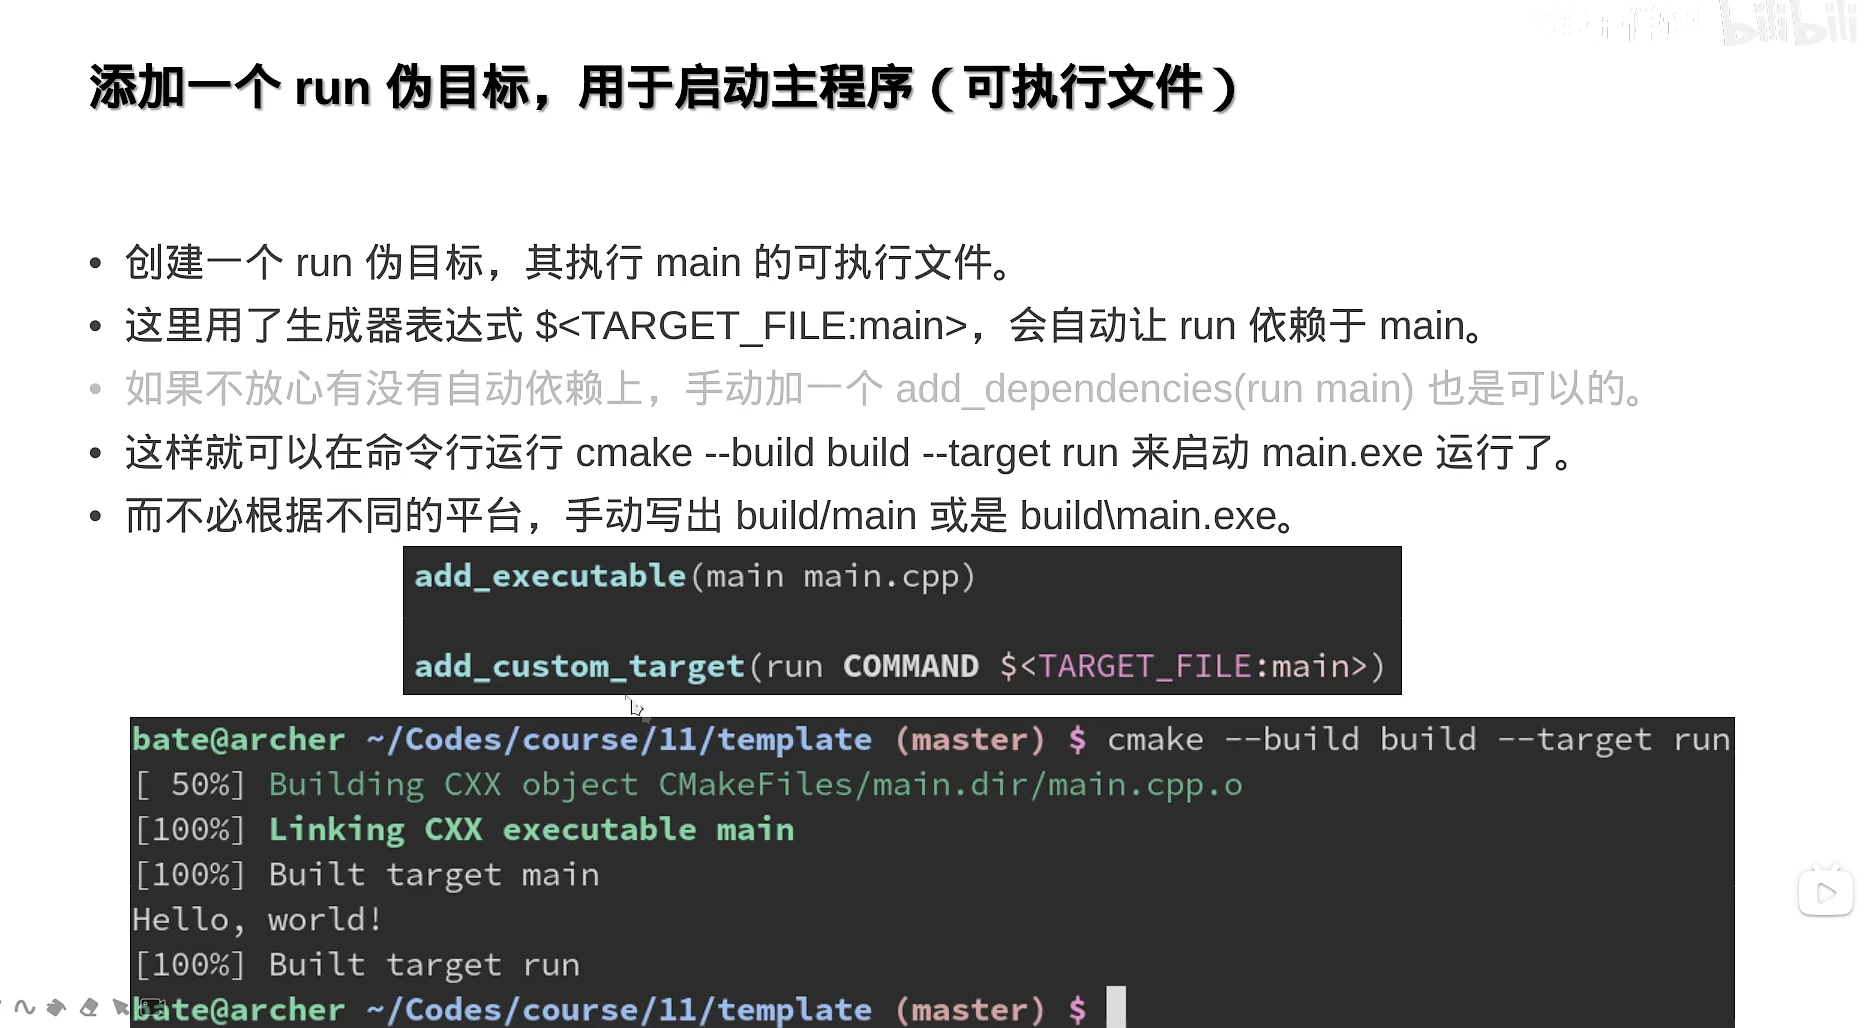 bilibili
添加一个 run 伪目标，用于启动主程序（可执行文件）
• 创建一个 run 伪目标，其执行 main 的可执行文件。
• 这里用了生成器表达式 $<TARGET_FILE:main>，会自动让 run 依赖于 main。
• 如果不放心有没有自动依赖上，手动加一个 add_dependencies(run main) 也是可以的。
• 这样就可以在命令行运行 cmake --build build --target run 来启动 main.exe 运行了。
• 而不必根据不同的平台，手动写出 build/main 或是 build\main.exe。
add_executable(main main.cpp)
add_custom_target(run COMMAND $<TARGET_FILE:main>)
bate@archer ~/Codes/course/11/template (master) $ cmake --build build --target run
[ 50%] Building CXX object CMakeFiles/main.dir/main.cpp.o
[100%] Linking CXX executable main
[100%] Built target main
Hello, world!
[100%] Built target run
bate@archer ~/Codes/course/11/template (master) $